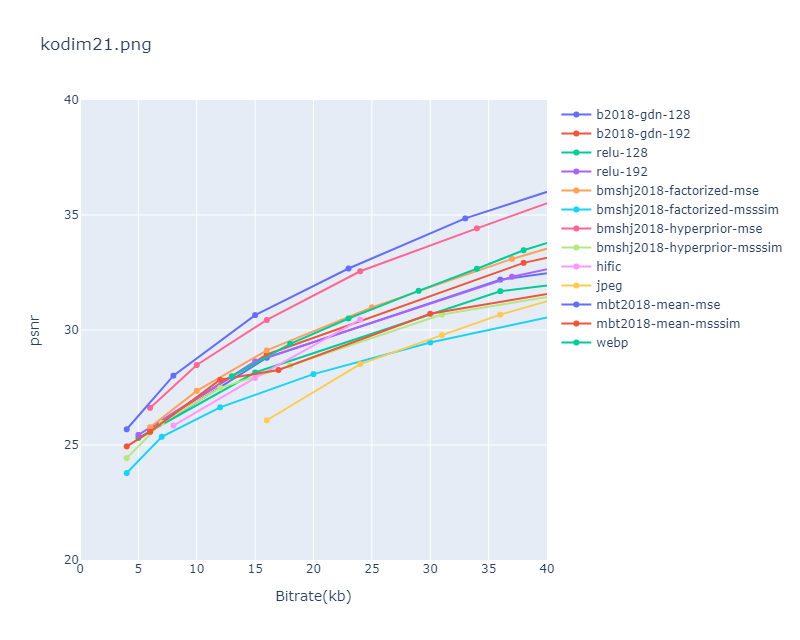 kodim21.png
40
35
30
25
20
psnr
0 5 10 15 20 25 30 35 40
Bitrate(kb)
b2018-gdn-128
b2018-gdn-192
relu-128
relu-192
bmshj2018-factorized-mse
bmshj2018-factorized-msssim
bmshj2018-hyperprior-mse
bmshj2018-hyperprior-msssim
hific
jpeg
mbt2018-mean-mse
mbt2018-mean-msssim
webp